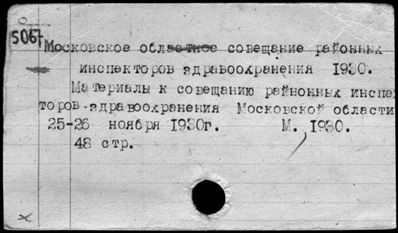 5067
Московское областное совещание районных
инспекторов здравоохранения 1930.
Материалы к совещанию районных инспек
торов здравоохранения Московской области
25-26 ноября 1930г. М., 1930.
48 стр.